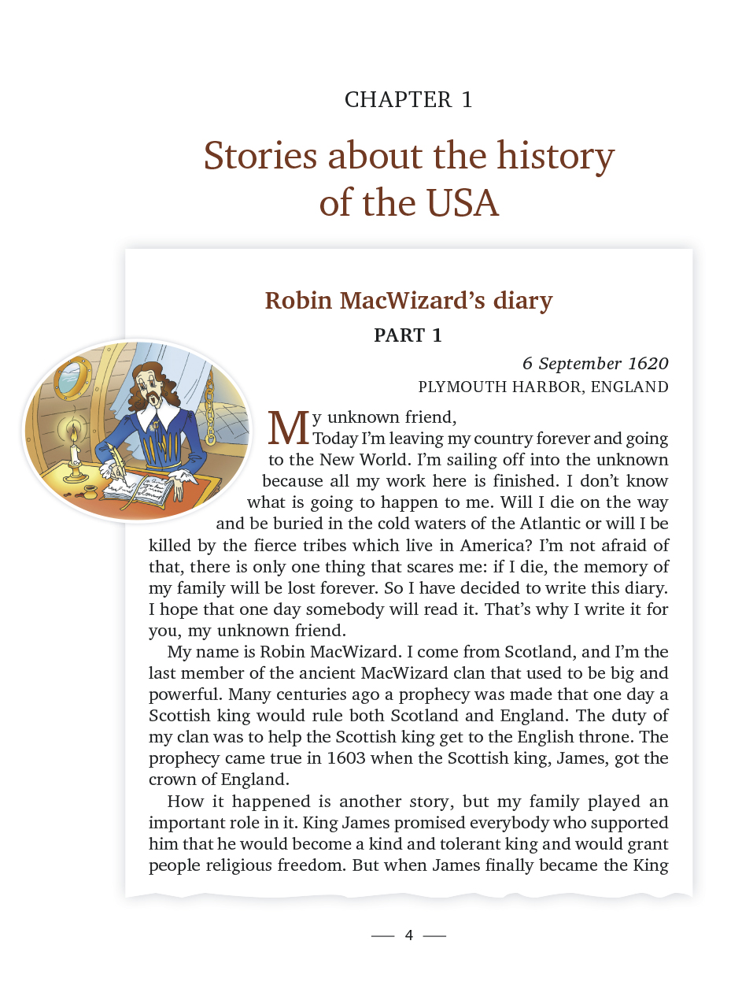 CHAPTER 1
Stories about the history
of the USA
Robin MacWizard’s diary
PART 1
6 September 1620
PLYMOUTH HARBOR, ENGLAND
My unknown friend,
Today I’m leaving my country forever and going
to the New World. I’m sailing off into the unknown
because all my work here is finished. I don’t know
what is going to happen to me. Will I die on the way
and be buried in the cold waters of the Atlantic or will I be
killed by the fierce tribes which live in America? I’m not afraid of
that, there is only one thing that scares me: if I die, the memory of
my family will be lost forever. So I have decided to write this diary.
I hope that one day somebody will read it. That’s why I write it for
you, my unknown friend.
My name is Robin MacWizard. I come from Scotland, and I’m the
last member of the ancient MacWizard clan that used to be big and
powerful. Many centuries ago a prophecy was made that one day a
Scottish king would rule both Scotland and England. The duty of
my clan was to help the Scottish king get to the English throne. The
prophecy came true in 1603 when the Scottish king, James, got the
crown of England.
How it happened is another story, but my family played an
important role in it. King James promised everybody who supported
him that he would become a kind and tolerant king and would grant
people religious freedom. But when James finally became the King
4